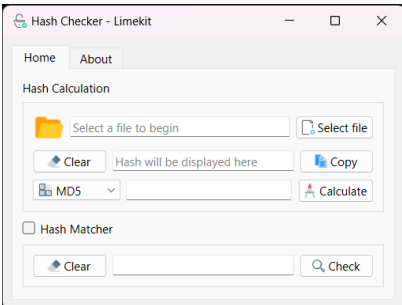 Hash Checker - Limekit
Home About
Hash Calculation
Select a file to begin Select file
Clear Hash will be displayed here Copy
MD5 Calculate
Hash Matcher
Clear Check